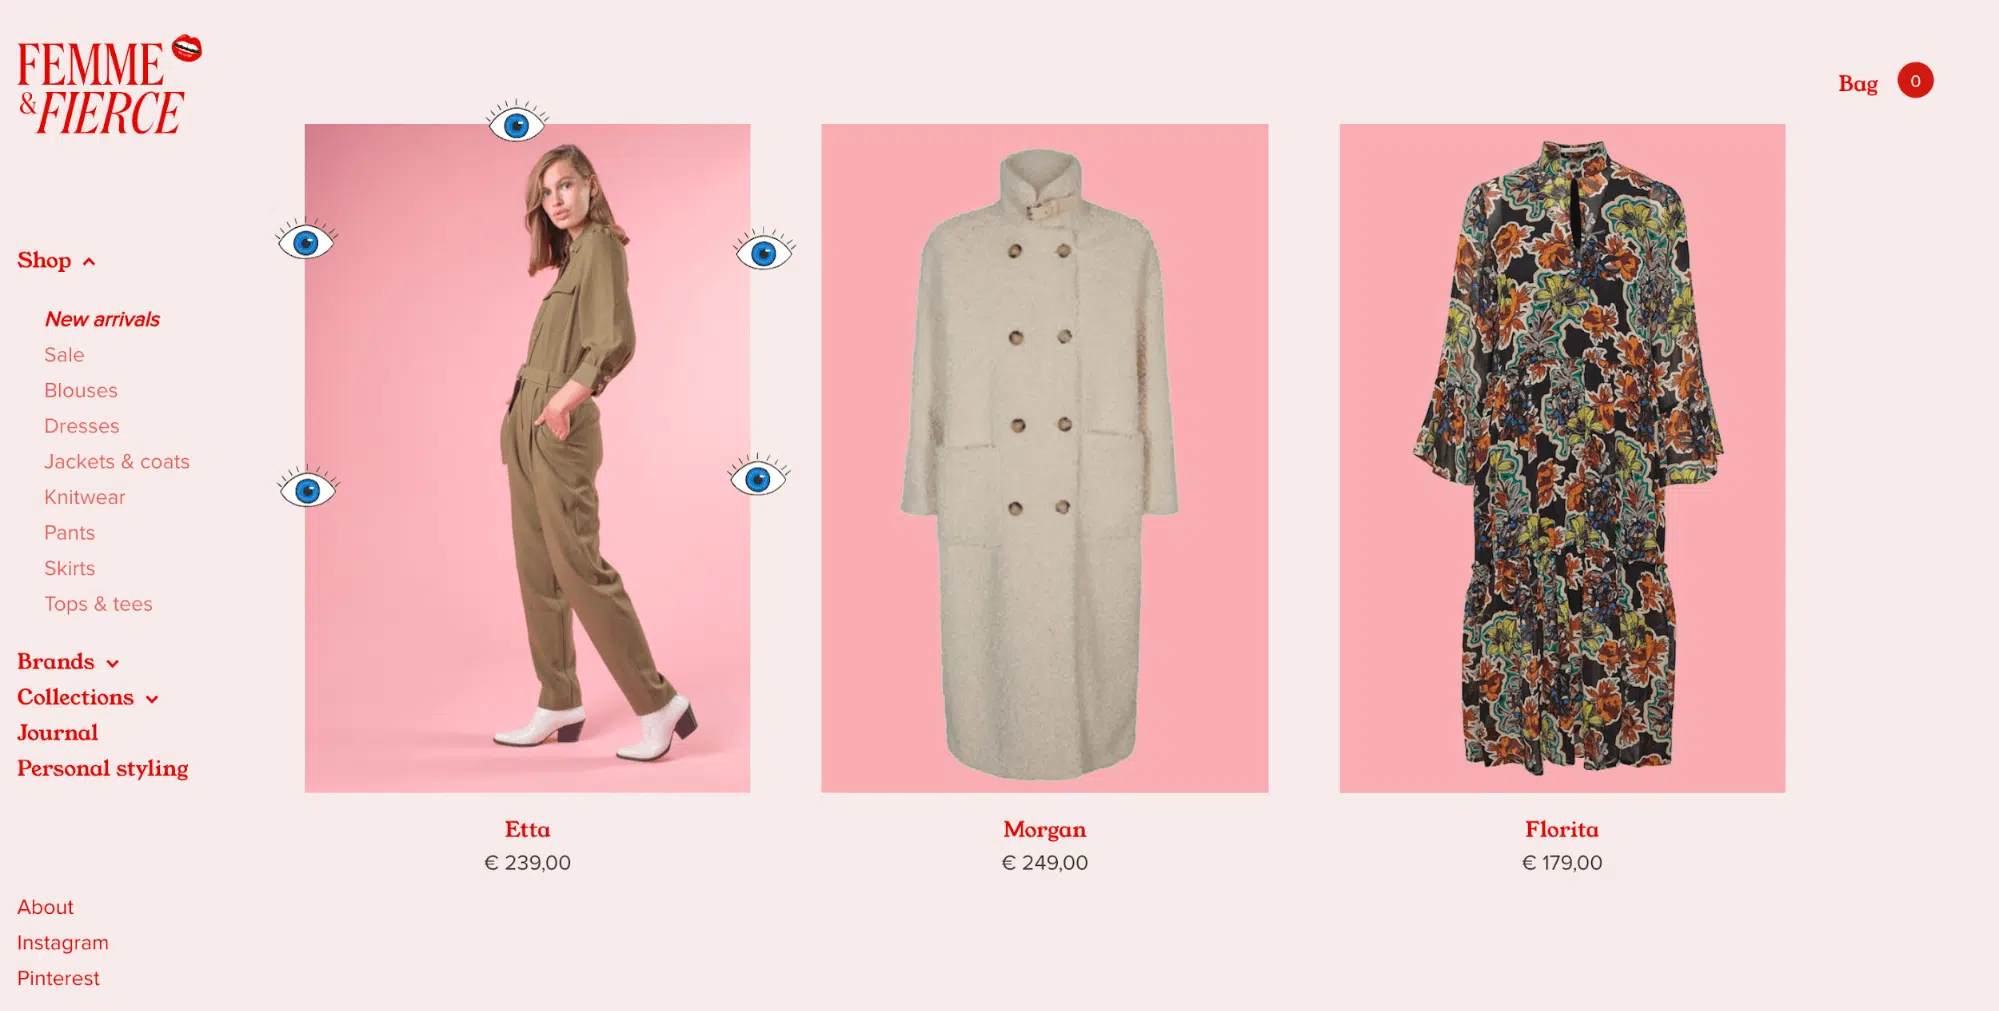 FEMME
&FIERCE
Bag 0
Shop
New arrivals
Sale
Blouses
Dresses
Jackets & coats
Knitwear
Pants
Skirts
Tops & tees
Brands
Collections
Journal
Personal styling
Etta
€ 239,00
Morgan
€ 249,00
Florita
€ 179,00
About
Instagram
Pinterest